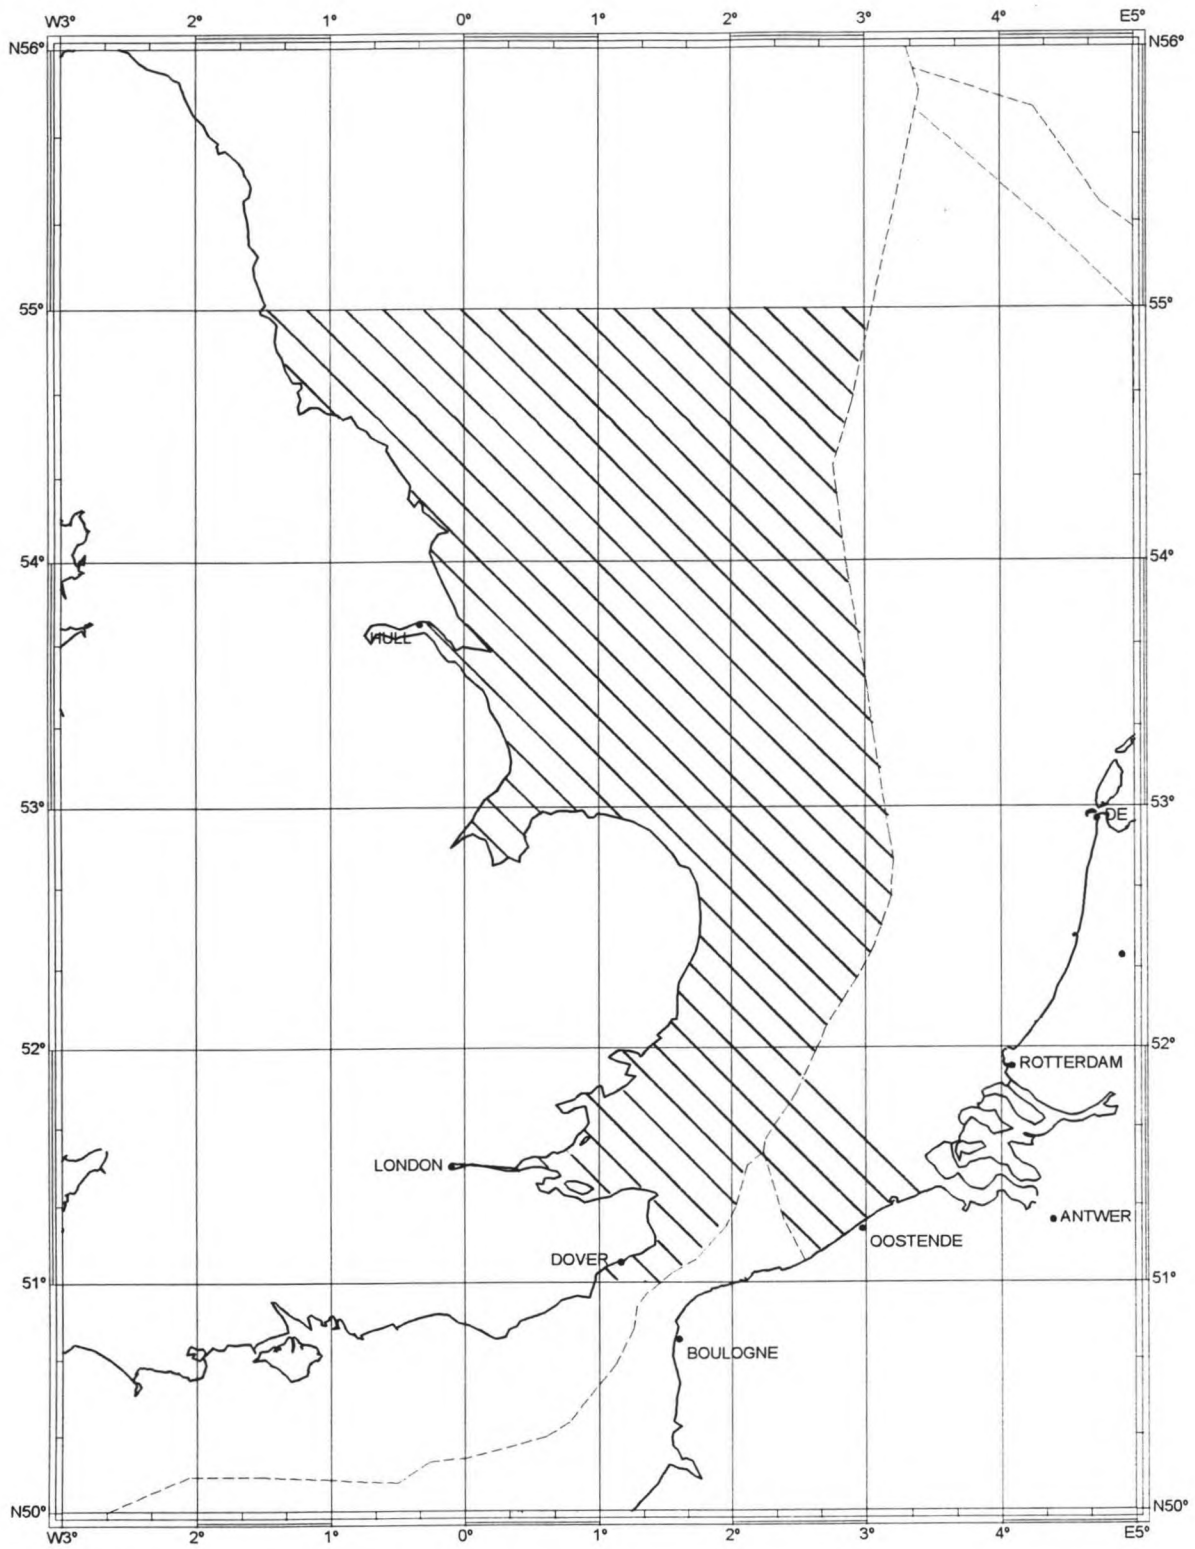 W3° 2° 1° 0° 1° 2° 3° 4° E5°
N56° N56°
55° 55°
54° 54°
HULL
53° 53°
DE
52° 52°
ROTTERDAM
LONDON
ANTWER
OOSTENDE
DOVER
51° 51°
BOULOGNE
N50° N50°
W3° 2° 1° 0° 1° 2° 3° 4° E5°